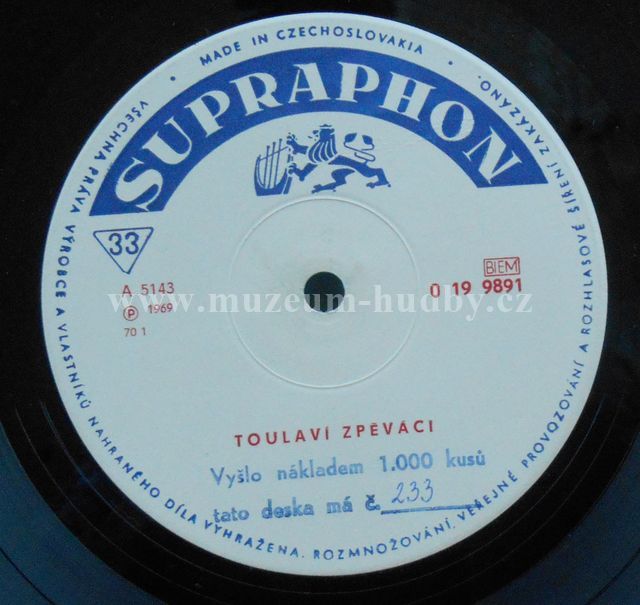 • MADE IN CZECHOSLOVAKIA •
SUPRAPHON
33
BIEM
A 5143
0 19 9891
℗ 1969
70 1
www.muzeum-hudby.cz
TOULAVÍ ZPĚVÁCI
Vyšlo nákladem 1.000 kusů
tato deska má č. 233
VŠECHNA PRÁVA VÝROBCE A VLASTNÍKŮ NAHRANÉHO DÍLA VYHRAŽENA. ROZMNOŽOVÁNÍ, VEŘEJNÉ PROVOZOVÁNÍ A ROZHLASOVÉ ŠÍŘENÍ ZAKÁZÁNO.